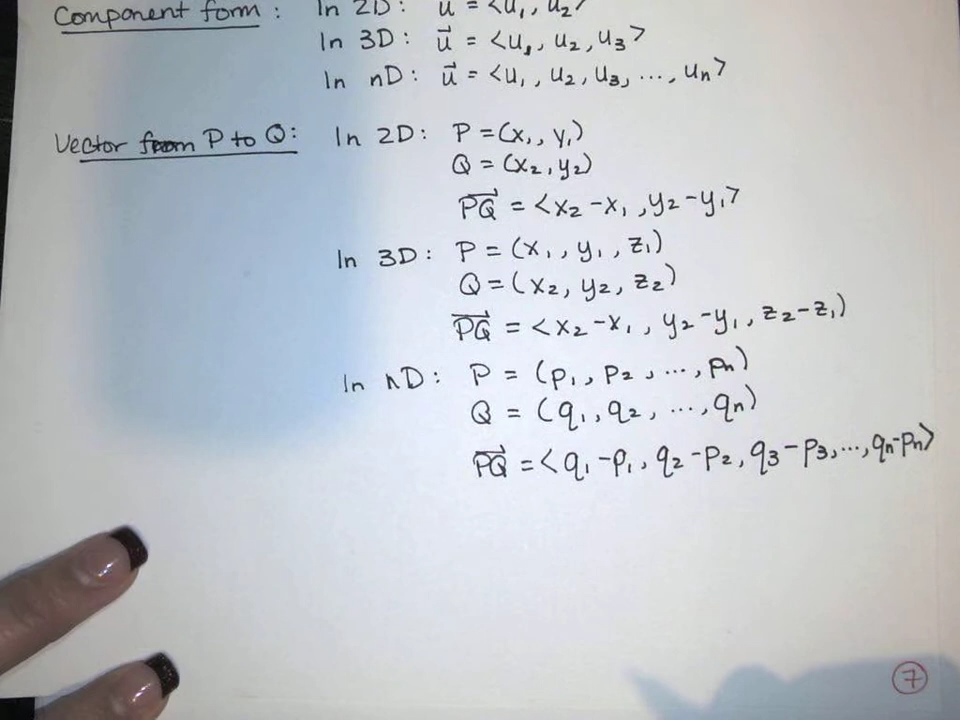 Component form: In 2D: u = <u₁, u₂>
In 3D: u⃗ = <u₁, u₂, u₃>
In nD: u⃗ = <u₁, u₂, u₃, ..., uₙ>
Vector from P to Q: In 2D: P = (x₁, y₁)
Q = (x₂, y₂)
PQ⃗ = <x₂-x₁, y₂-y₁>
In 3D: P = (x₁, y₁, z₁)
Q = (x₂, y₂, z₂)
PQ⃗ = <x₂-x₁, y₂-y₁, z₂-z₁)
In nD: P = (p₁, p₂, ..., pₙ)
Q = (q₁, q₂, ..., qₙ)
PQ⃗ = <q₁-p₁, q₂-p₂, q₃-p₃, ..., qₙ-pₙ>
7